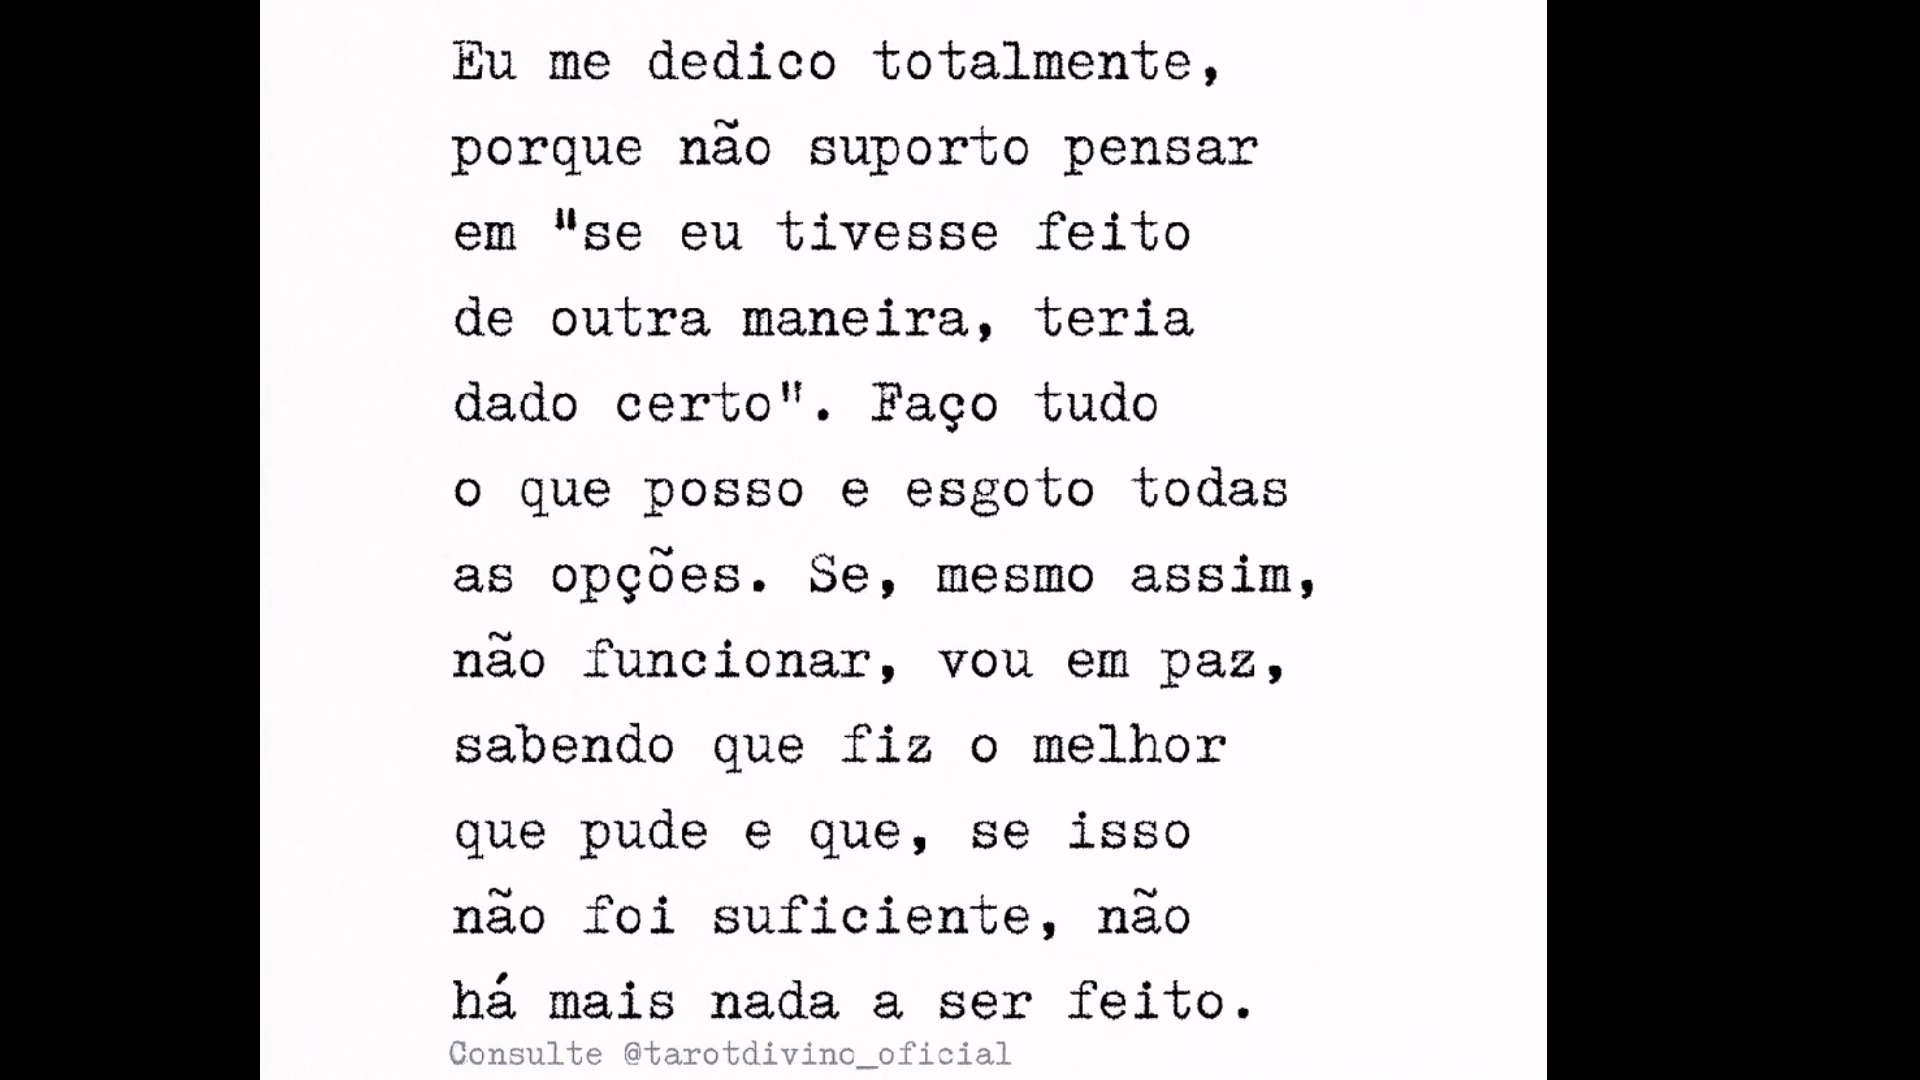 Eu me dedico totalmente,
porque não suporto pensar
em "se eu tivesse feito
de outra maneira, teria
dado certo". Faço tudo
o que posso e esgoto todas
as opções. Se, mesmo assim,
não funcionar, vou em paz,
sabendo que fiz o melhor
que pude e que, se isso
não foi suficiente, não
há mais nada a ser feito.
Consulte @tarotdivino_oficial